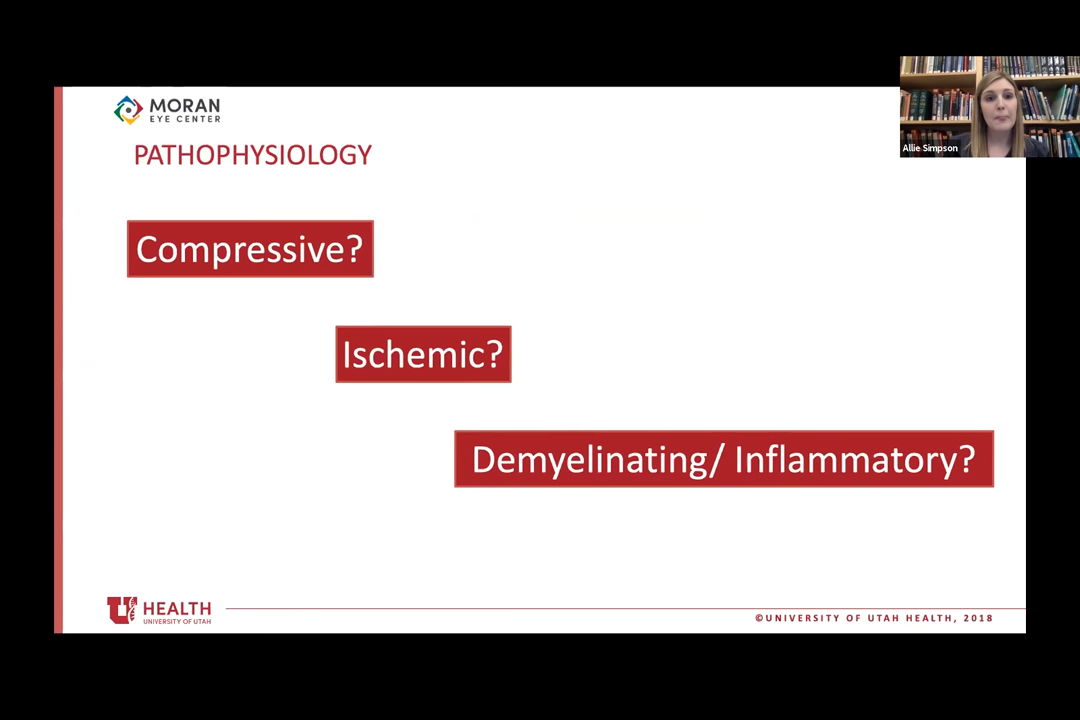 MORAN
EYE CENTER
PATHOPHYSIOLOGY
Allie Simpson
Compressive?
Ischemic?
Demyelinating/ Inflammatory?
U HEALTH
UNIVERSITY OF UTAH
©UNIVERSITY OF UTAH HEALTH, 2018